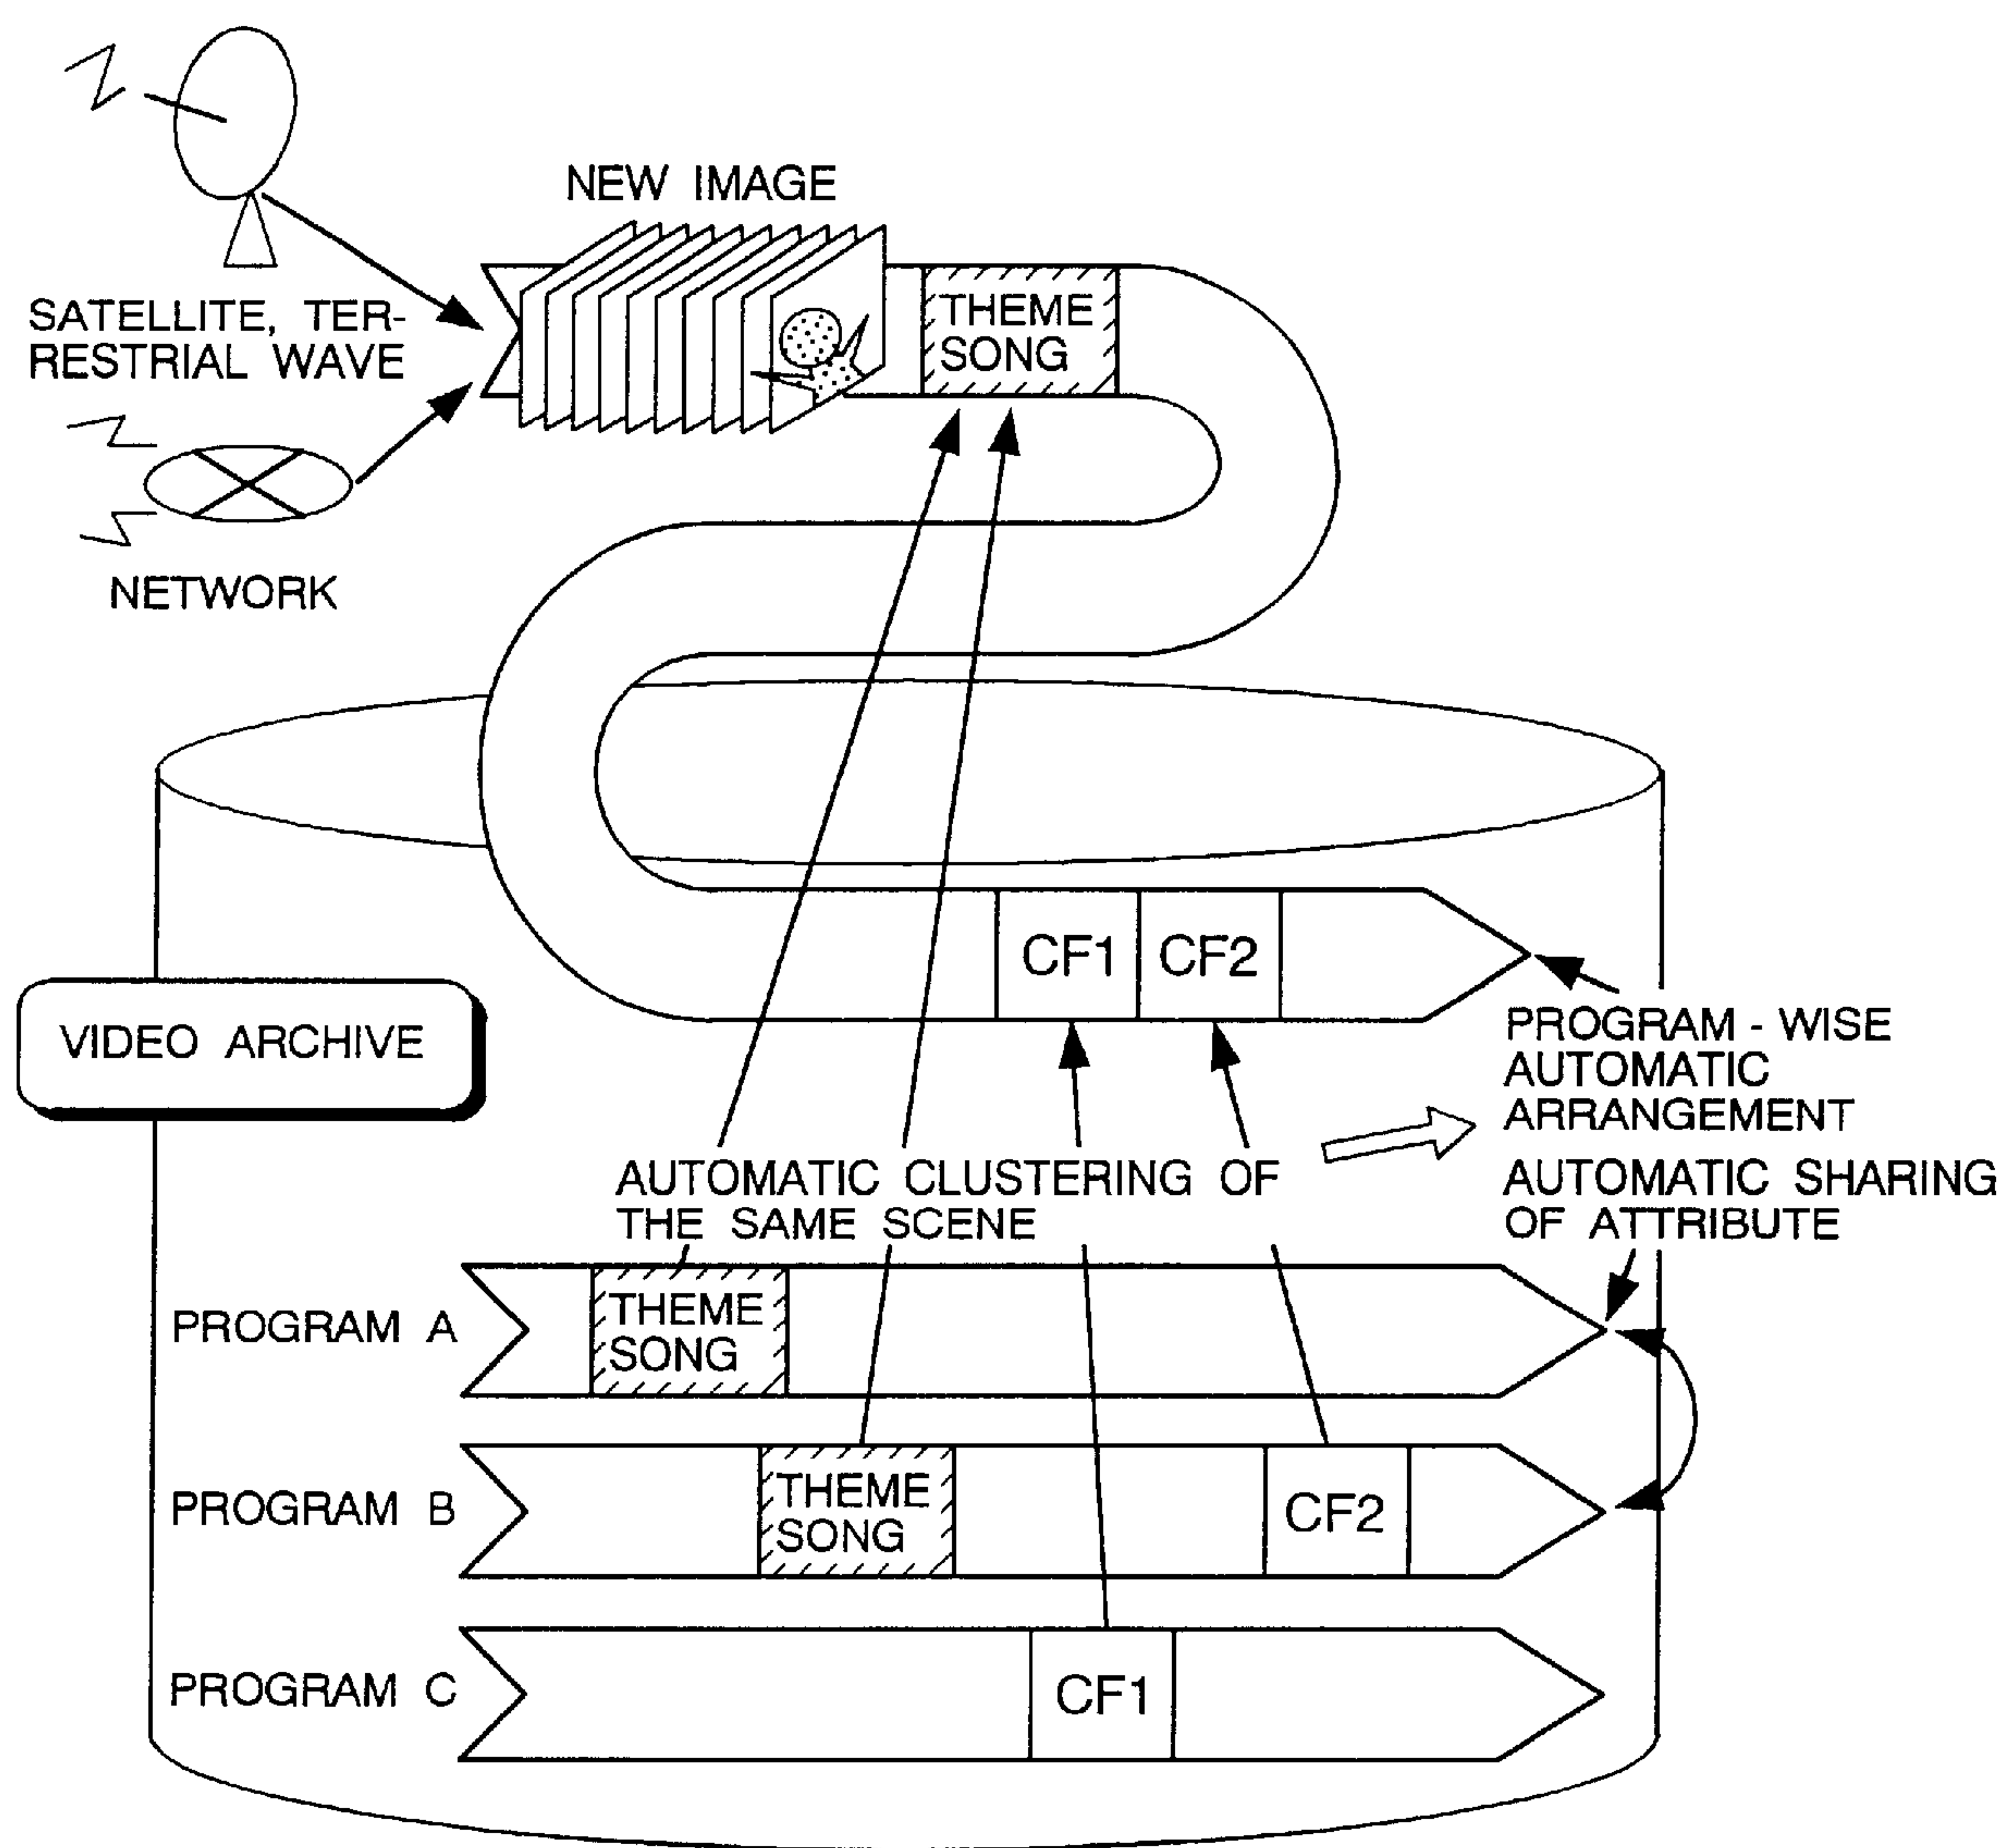 NEW IMAGE
SATELLITE, TER-
RESTRIAL WAVE
THEME
SONG
NETWORK
CF1
CF2
VIDEO ARCHIVE
PROGRAM - WISE
AUTOMATIC
ARRANGEMENT
AUTOMATIC CLUSTERING OF
THE SAME SCENE
AUTOMATIC SHARING
OF ATTRIBUTE
PROGRAM A
THEME
SONG
PROGRAM B
THEME
SONG
CF2
PROGRAM C
CF1